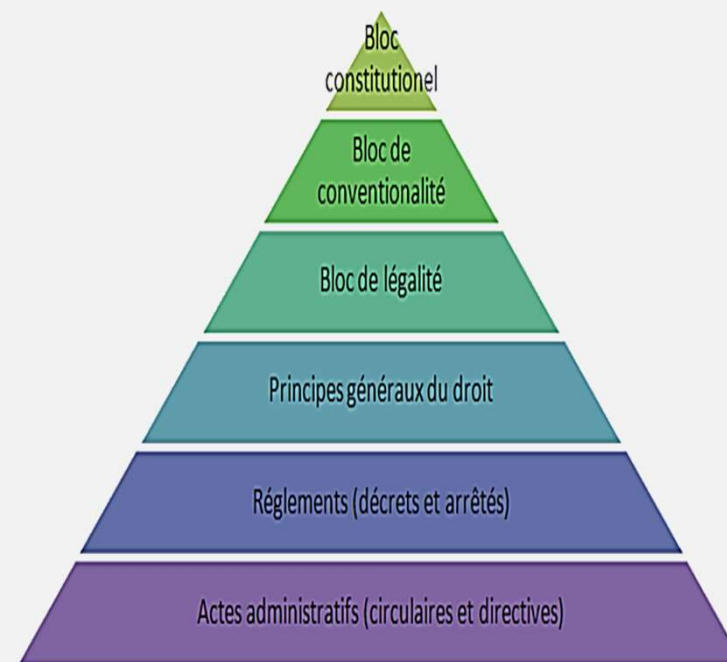 Bloc
constitutionel
Bloc de
conventionalité
Bloc de légalité
Principes généraux du droit
Réglements (décrets et arrêtés)
Actes administratifs (circulaires et directives)